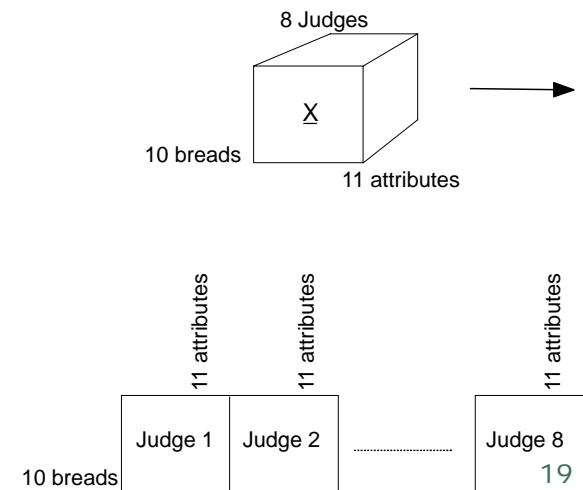 8 Judges
X
10 breads
11 attributes
11 attributes
11 attributes
11 attributes
Judge 1
Judge 2
Judge 8
10 breads
19